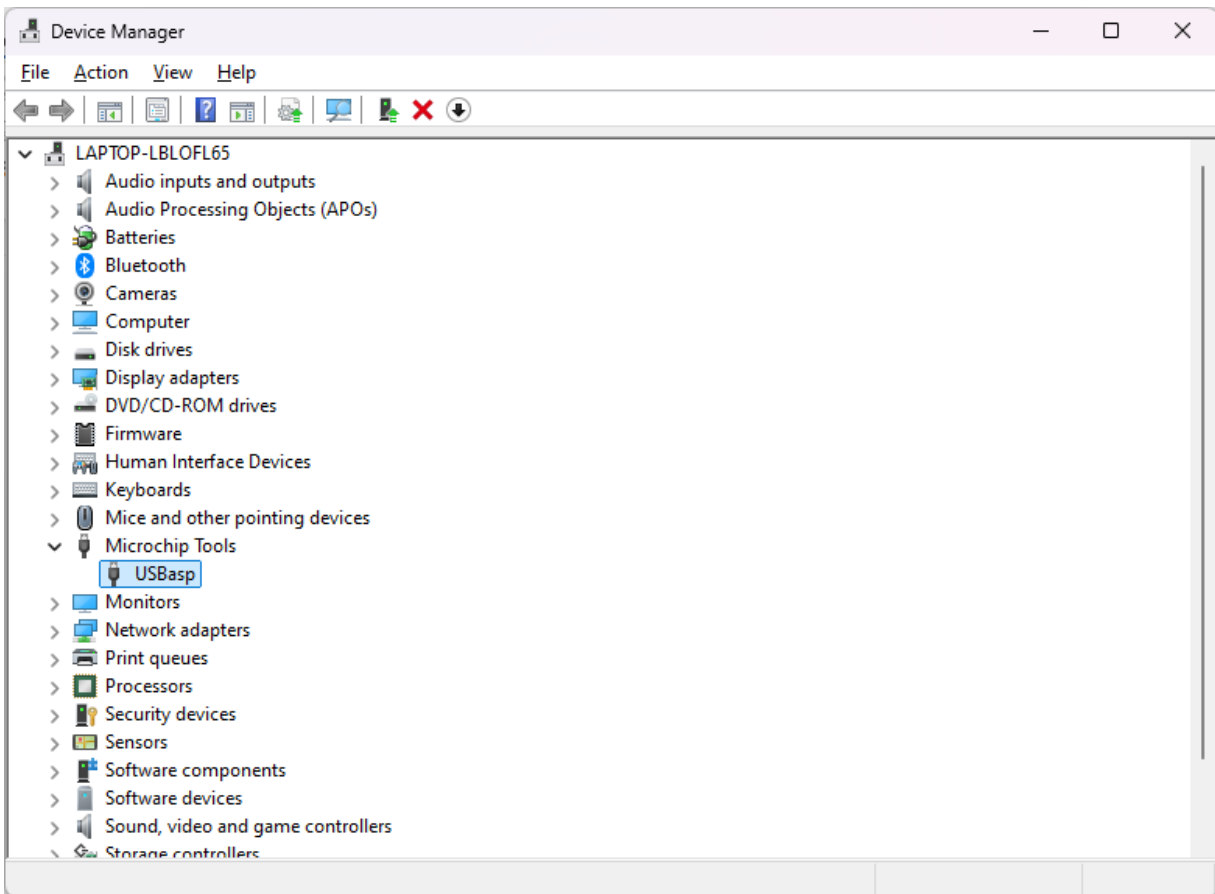 Device Manager
File Action View Help
LAPTOP-LBLOFL65
Audio inputs and outputs
Audio Processing Objects (APOs)
Batteries
Bluetooth
Cameras
Computer
Disk drives
Display adapters
DVD/CD-ROM drives
Firmware
Human Interface Devices
Keyboards
Mice and other pointing devices
Microchip Tools
USBasp
Monitors
Network adapters
Print queues
Processors
Security devices
Sensors
Software components
Software devices
Sound, video and game controllers
Storage controllers